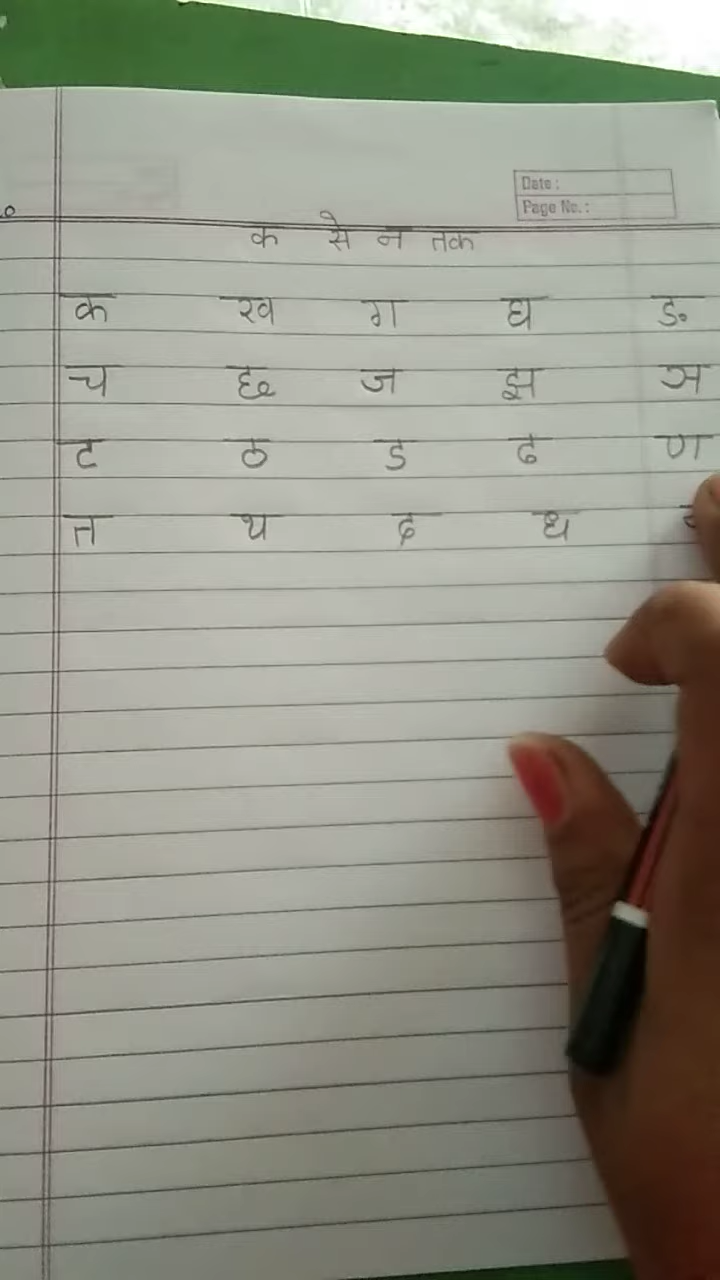 Date :
Page No. :
क से न तक
क ख ग घ ङ
च छ ज झ ञ
ट ठ ड ढ ण
त थ द ध